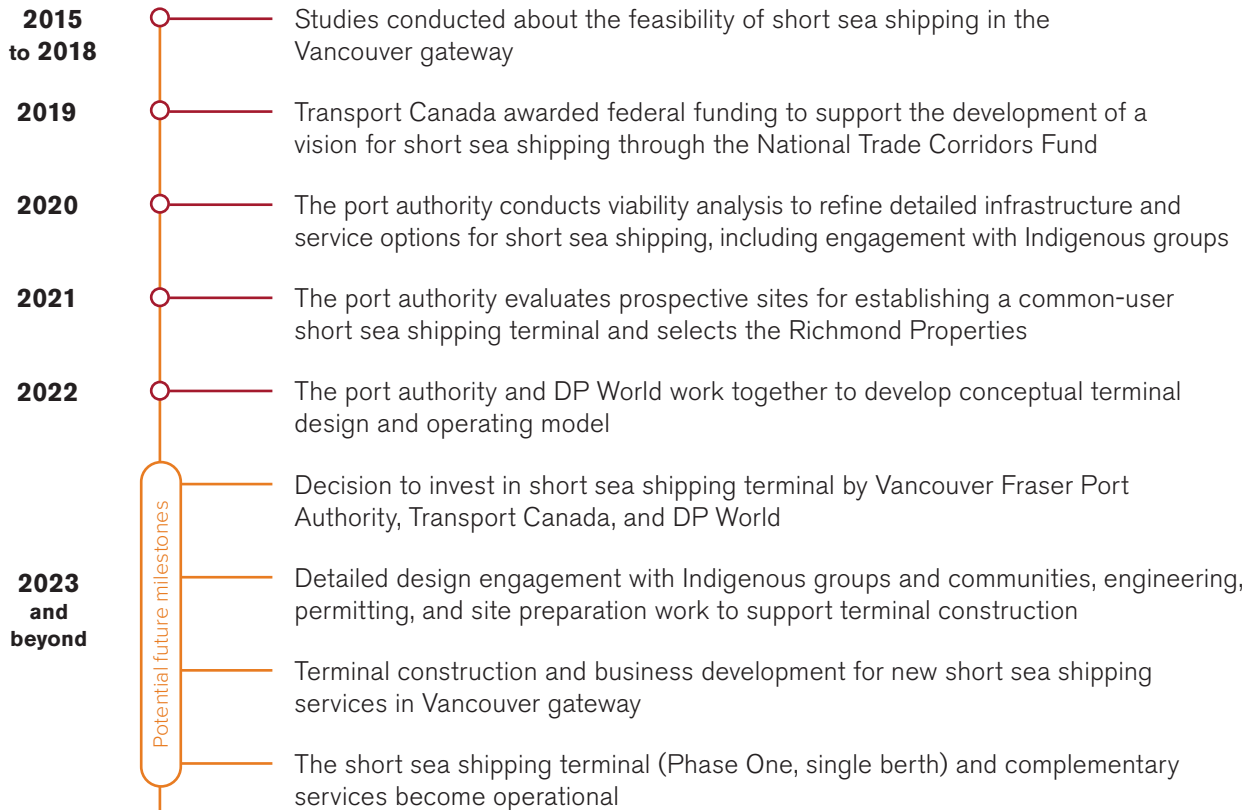 2015
to 2018
Studies conducted about the feasibility of short sea shipping in the
Vancouver gateway
2019
Transport Canada awarded federal funding to support the development of a
vision for short sea shipping through the National Trade Corridors Fund
2020
The port authority conducts viability analysis to refine detailed infrastructure and
service options for short sea shipping, including engagement with Indigenous groups
2021
The port authority evaluates prospective sites for establishing a common-user
short sea shipping terminal and selects the Richmond Properties
2022
The port authority and DP World work together to develop conceptual terminal
design and operating model
2023
and
beyond
Potential future milestones
Decision to invest in short sea shipping terminal by Vancouver Fraser Port
Authority, Transport Canada, and DP World
Detailed design engagement with Indigenous groups and communities, engineering,
permitting, and site preparation work to support terminal construction
Terminal construction and business development for new short sea shipping
services in Vancouver gateway
The short sea shipping terminal (Phase One, single berth) and complementary
services become operational